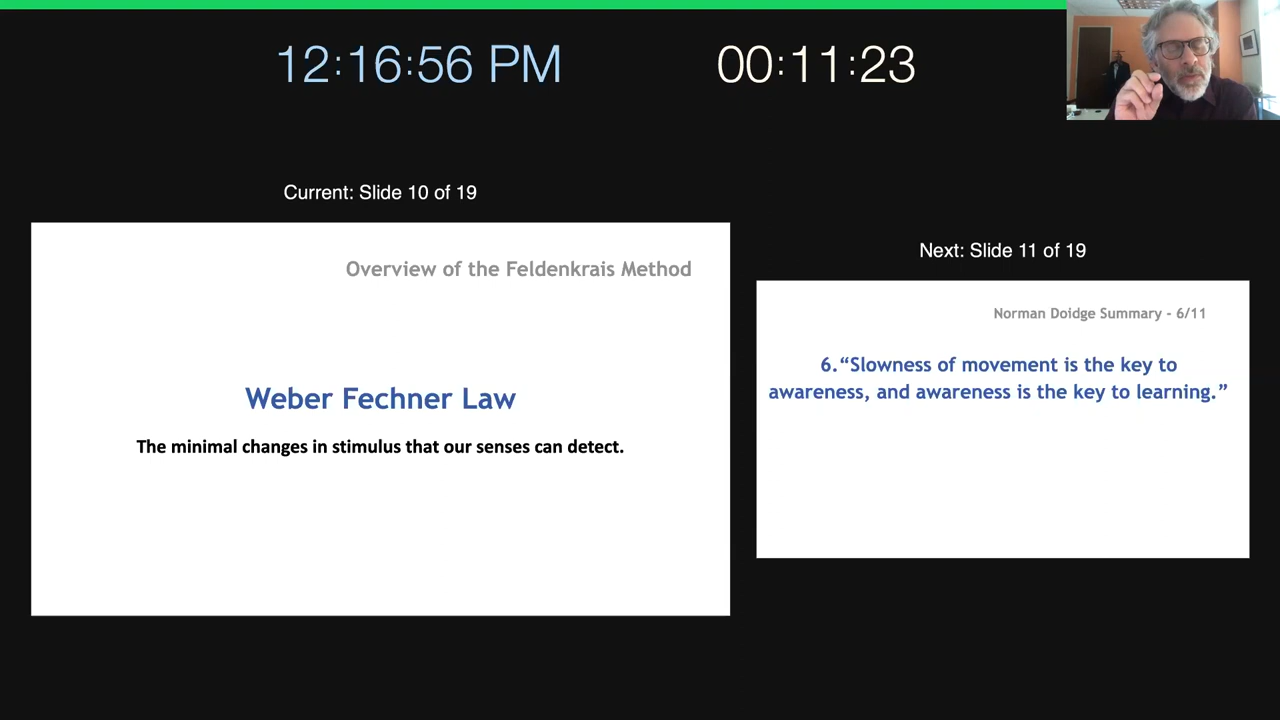 12:16:56 PM
00:11:23
Current: Slide 10 of 19
Overview of the Feldenkrais Method
Weber Fechner Law
The minimal changes in stimulus that our senses can detect.
Next: Slide 11 of 19
Norman Doidge Summary - 6/11
6.“Slowness of movement is the key to
awareness, and awareness is the key to learning.”